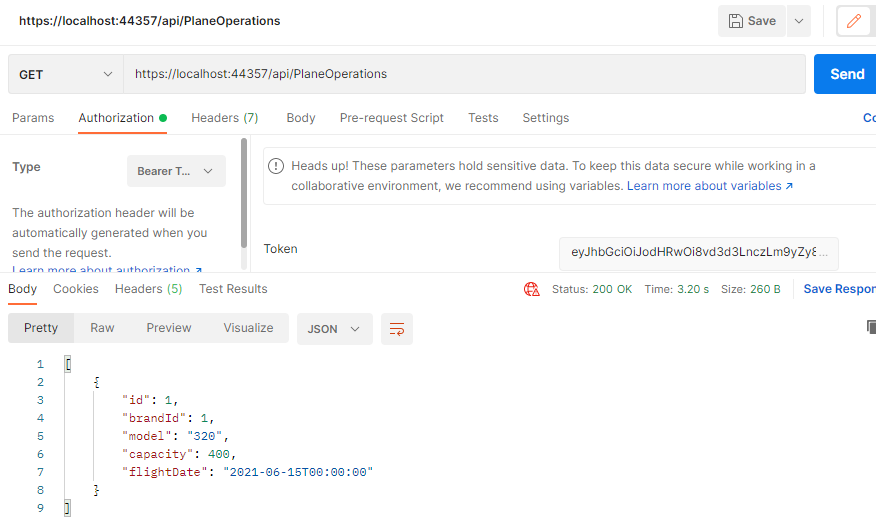 https://localhost:44357/api/PlaneOperations
Save
GET
https://localhost:44357/api/PlaneOperations
Send
Params Authorization Headers (7) Body Pre-request Script Tests Settings Co
Type
Bearer T...
The authorization header will be
automatically generated when you
send the request.
Learn more about authorization ↗
Heads up! These parameters hold sensitive data. To keep this data secure while working in a
collaborative environment, we recommend using variables. Learn more about variables ↗
Token
eyJhbGciOiJodHRwOi8vd3d3LnczLm9yZy8...
Body Cookies Headers (5) Test Results
Status: 200 OK Time: 3.20 s Size: 260 B Save Respon
Pretty Raw Preview Visualize JSON
1 [
2 {
3 "id": 1,
4 "brandId": 1,
5 "model": "320",
6 "capacity": 400,
7 "flightDate": "2021-06-15T00:00:00"
8 }
9 ]